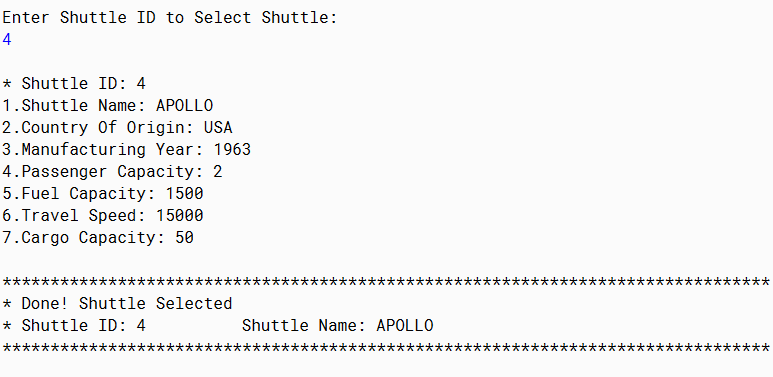 Enter Shuttle ID to Select Shuttle:
4
* Shuttle ID: 4
1.Shuttle Name: APOLLO
2.Country Of Origin: USA
3.Manufacturing Year: 1963
4.Passenger Capacity: 2
5.Fuel Capacity: 1500
6.Travel Speed: 15000
7.Cargo Capacity: 50
********************************************************************************
* Done! Shuttle Selected
* Shuttle ID: 4          Shuttle Name: APOLLO
********************************************************************************